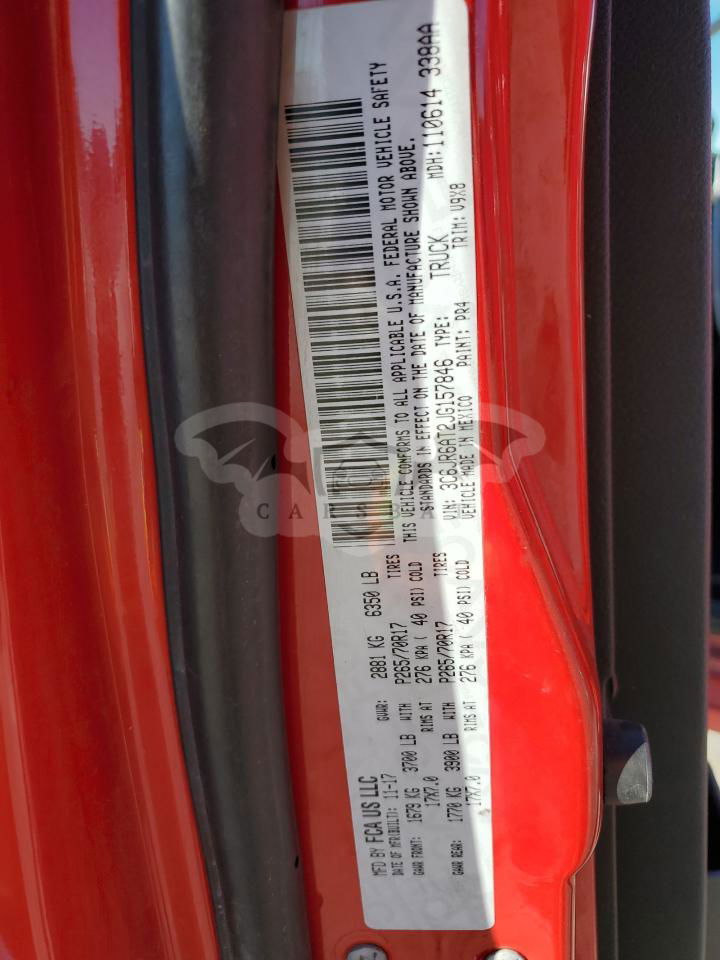 MFD BY FCA US LLC
DATE OF MFR(BUILT): 11-17 GVWR: 2881 KG 6350 LB
GAWR FRONT: 1679 KG 3700 LB WITH P265/70R17 TIRES
17X7.0 RIMS AT 276 KPA ( 40 PSI) COLD
GAWR REAR: 1770 KG 3900 LB WITH P265/70R17 TIRES
17X7.0 RIMS AT 276 KPA ( 40 PSI) COLD
THIS VEHICLE CONFORMS TO ALL APPLICABLE U.S.A. FEDERAL MOTOR VEHICLE SAFETY
STANDARDS IN EFFECT ON THE DATE OF MANUFACTURE SHOWN ABOVE.
MDH:110614 338AA
VIN: 3C6JR6AT2JG157846 TYPE: TRUCK
VEHICLE MADE IN MEXICO PAINT: PR4 TRIM: V9X8